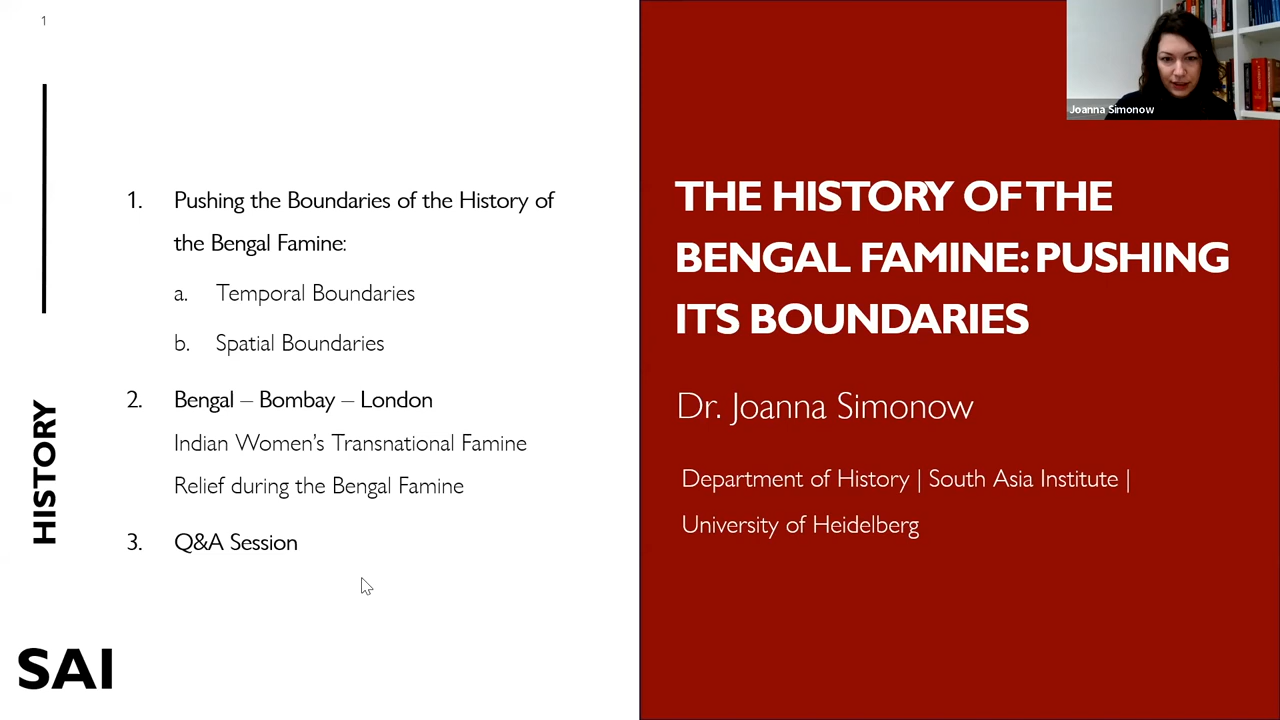 1
1. Pushing the Boundaries of the History of
the Bengal Famine:
a. Temporal Boundaries
b. Spatial Boundaries
2. Bengal – Bombay – London
Indian Women's Transnational Famine
Relief during the Bengal Famine
3. Q&A Session
HISTORY
SAI
Joanna Simonow
THE HISTORY OF THE
BENGAL FAMINE: PUSHING
ITS BOUNDARIES
Dr. Joanna Simonow
Department of History | South Asia Institute |
University of Heidelberg